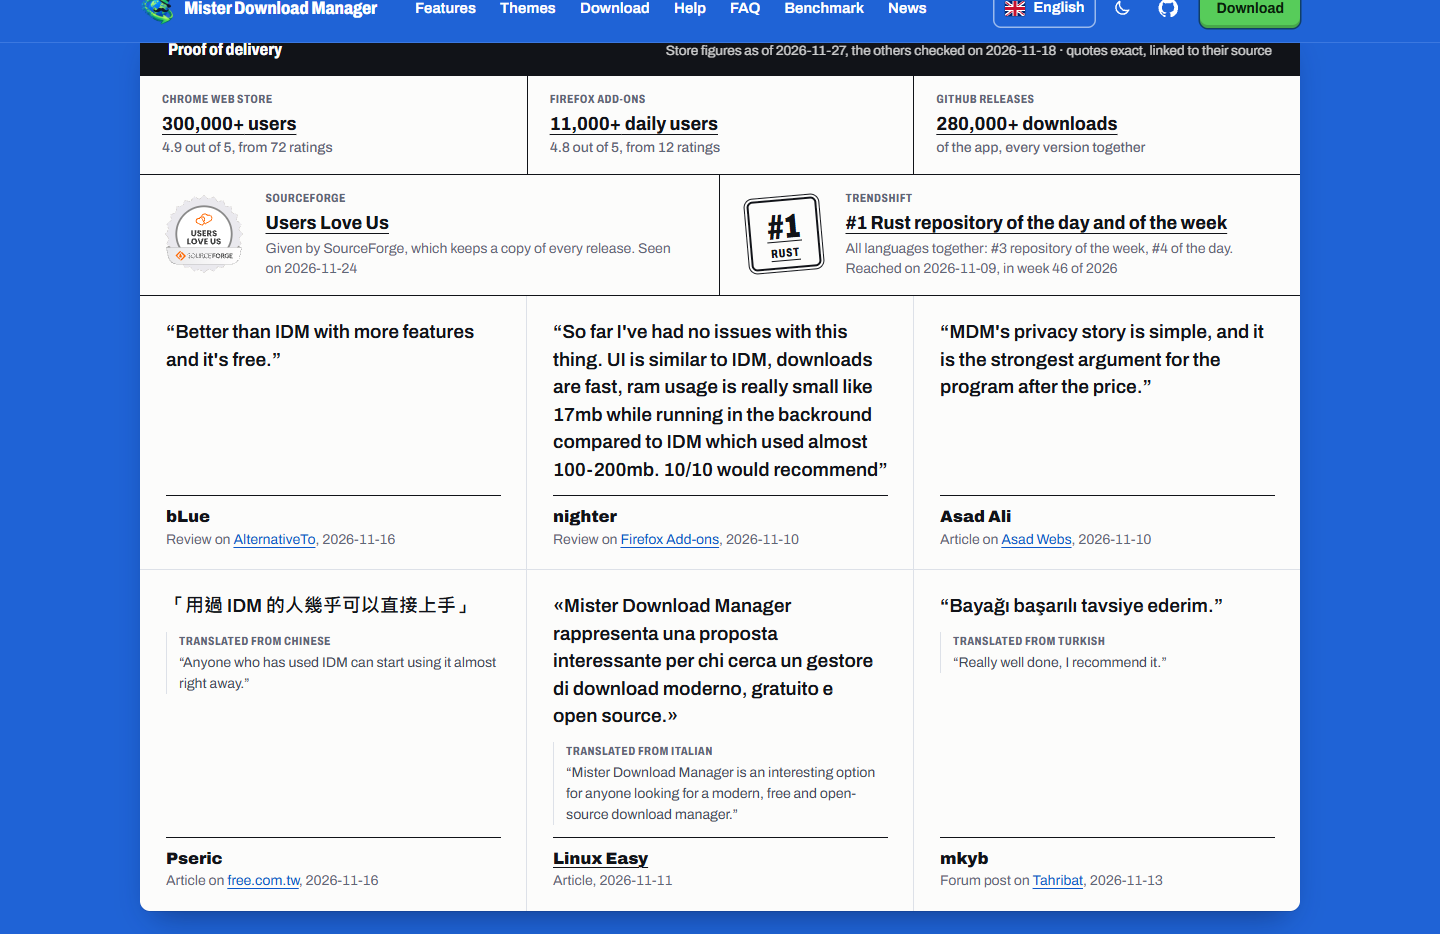 Mister Download Manager
Features
Themes
Download
Help
FAQ
Benchmark
News
English
Download
Proof of delivery
Store figures as of 2026-11-27, the others checked on 2026-11-18 · quotes exact, linked to their source
CHROME WEB STORE
300,000+ users
4.9 out of 5, from 72 ratings
FIREFOX ADD-ONS
11,000+ daily users
4.8 out of 5, from 12 ratings
GITHUB RELEASES
280,000+ downloads
of the app, every version together
USERS
LOVE US
SOURCEFORGE
SOURCEFORGE
Users Love Us
Given by SourceForge, which keeps a copy of every release. Seen
on 2026-11-24
#1
RUST
TRENDSHIFT
#1 Rust repository of the day and of the week
All languages together: #3 repository of the week, #4 of the day.
Reached on 2026-11-09, in week 46 of 2026
“Better than IDM with more features
and it's free.”
bLue
Review on AlternativeTo, 2026-11-16
“So far I've had no issues with this
thing. UI is similar to IDM, downloads
are fast, ram usage is really small like
17mb while running in the backround
compared to IDM which used almost
100-200mb. 10/10 would recommend”
nighter
Review on Firefox Add-ons, 2026-11-10
“MDM's privacy story is simple, and it
is the strongest argument for the
program after the price.”
Asad Ali
Article on Asad Webs, 2026-11-10
「用過 IDM 的人幾乎可以直接上手」
TRANSLATED FROM CHINESE
“Anyone who has used IDM can start using it almost
right away.”
Pseric
Article on free.com.tw, 2026-11-16
«Mister Download Manager
rappresenta una proposta
interessante per chi cerca un gestore
di download moderno, gratuito e
open source.»
TRANSLATED FROM ITALIAN
“Mister Download Manager is an interesting option
for anyone looking for a modern, free and open-
source download manager.”
Linux Easy
Article, 2026-11-11
“Bayağı başarılı tavsiye ederim.”
TRANSLATED FROM TURKISH
“Really well done, I recommend it.”
mkyb
Forum post on Tahribat, 2026-11-13